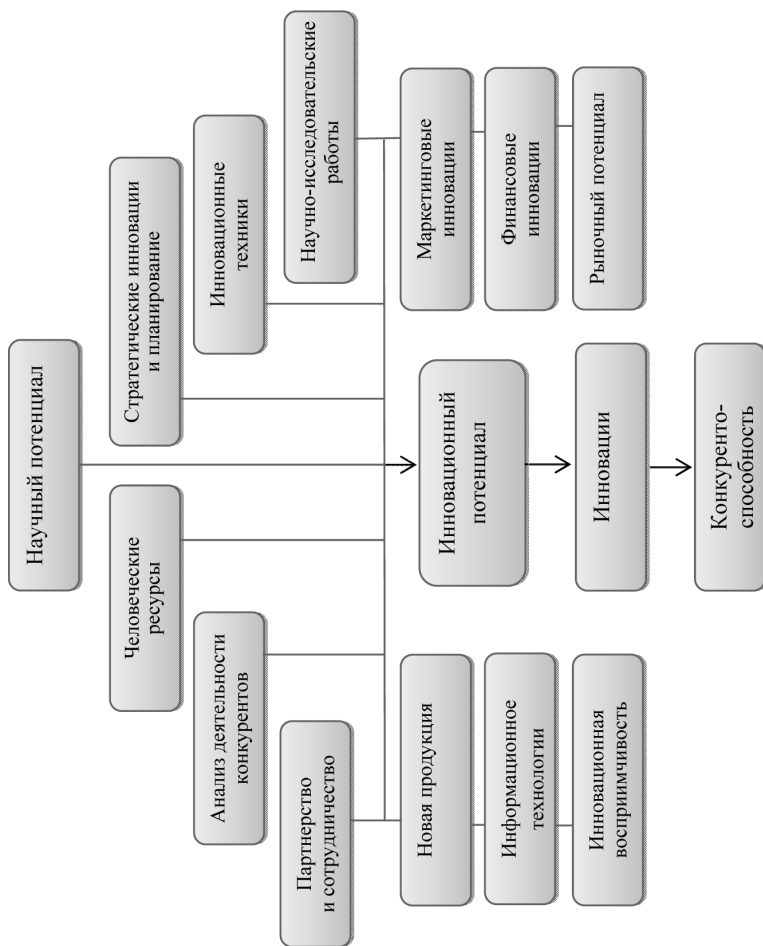 Научный потенциал
Человеческие
ресурсы
Стратегические инновации
и планирование
Анализ деятельности
конкурентов
Инновационные
техники
Партнерство
и сотрудничество
Научно-исследовательские
работы
Новая продукция
Инновационный
потенциал
Маркетинговые
инновации
Информационное
технологии
Финансовые
инновации
Инновационная
восприимчивость
Инновации
Рыночный потенциал
Конкуренто-
способность